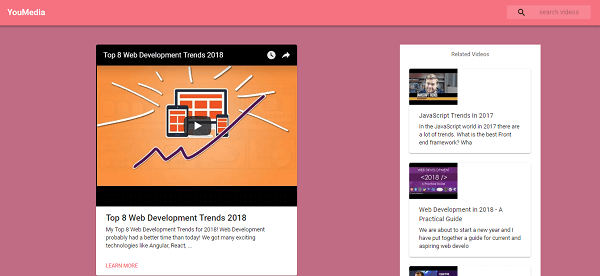 YouMedia
search videos
Top 8 Web Development Trends 2018
Top 8 Web Development Trends 2018
My Top 8 Web Development Trends for 2018! Web Development
probably had a better time than today! We got many exciting
technologies like Angular, React, ...
LEARN MORE
Related Videos
JAVASCRIPT TRENDS
JavaScript Trends In 2017
In the JavaScript world in 2017 there are
a lot of trends. What is the best Front
end framework? Wha
WEB DEVELOPMENT
<2018 />
Web Development in 2018 - A
Practical Guide
We are about to start a new year and I
have put together a guide for current and
aspiring web develo